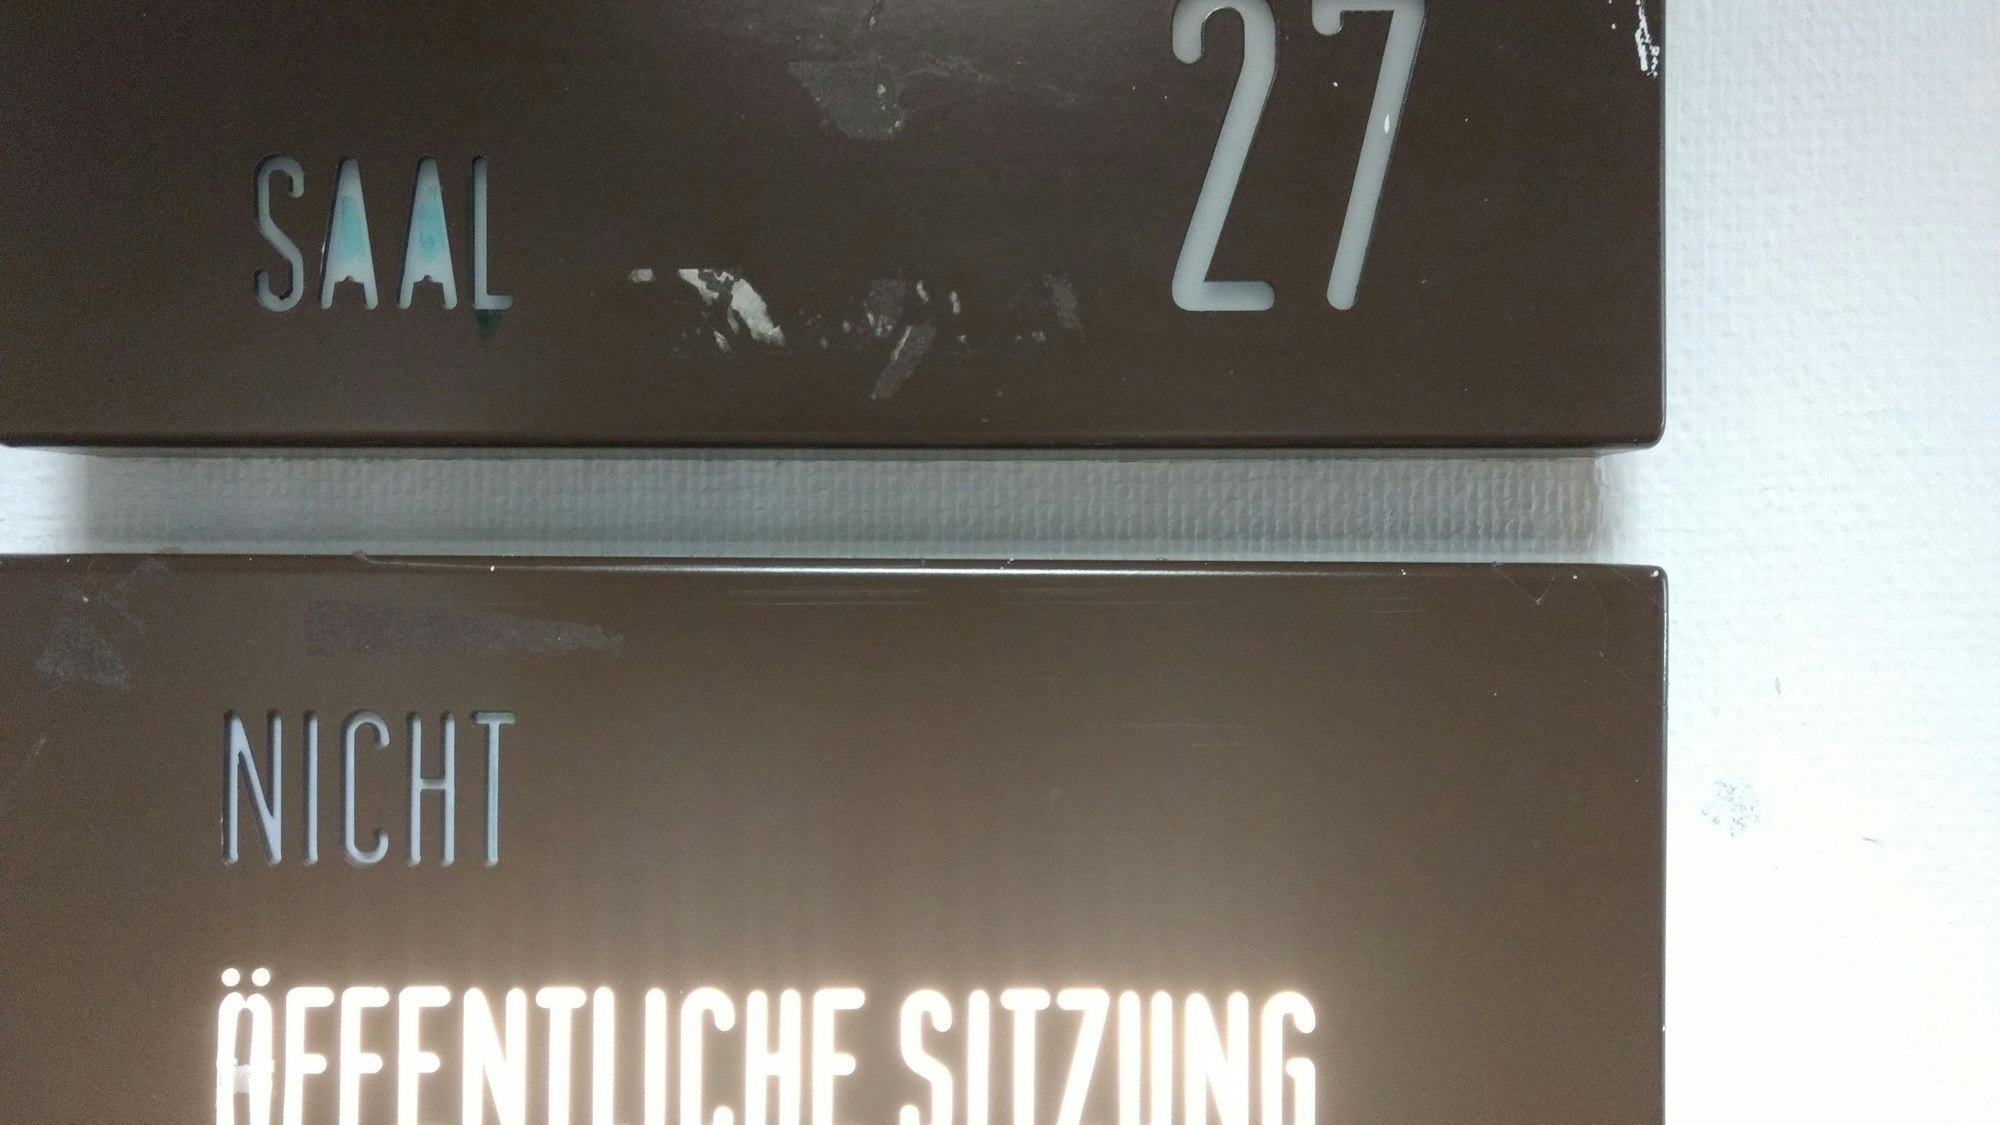 SAAL 27
NICHT
ÖFFENTLICHE SITZUNG